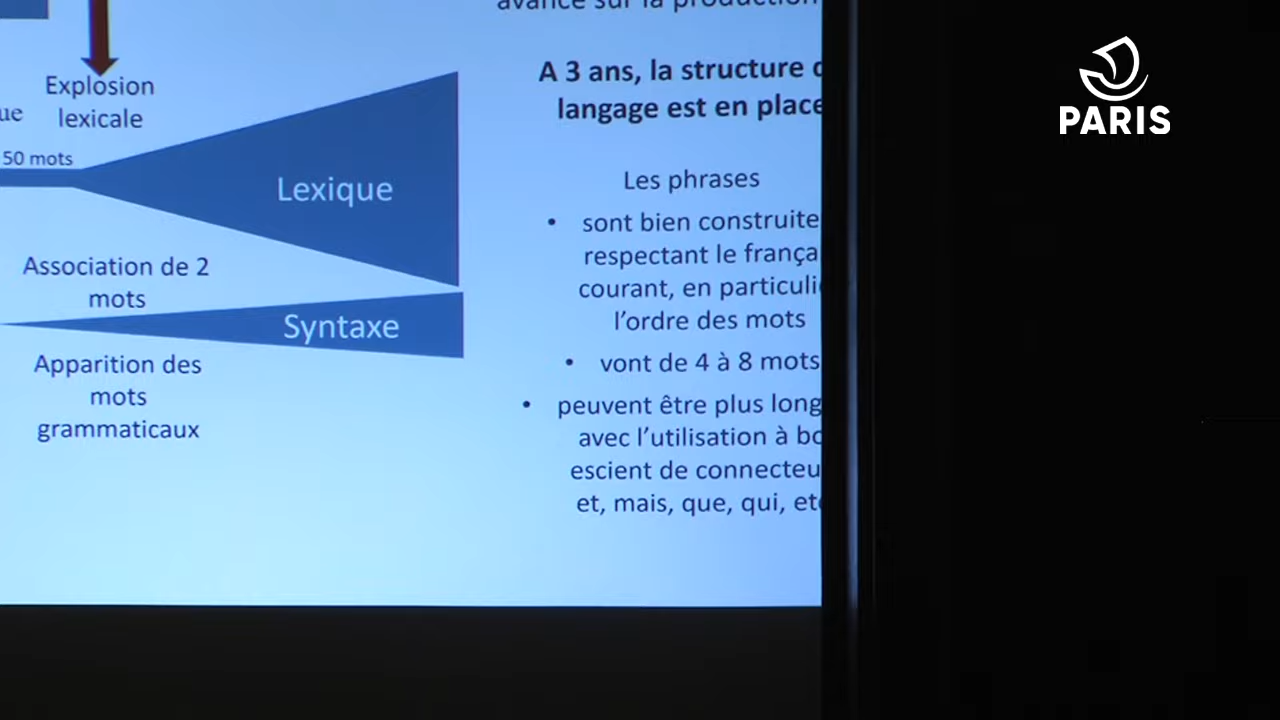 avance sur la production
Explosion
lexicale
50 mots
Lexique
Association de 2
mots
Syntaxe
Apparition des
mots
grammaticaux
A 3 ans, la structure
langage est en place
Les phrases
• sont bien construite
respectant le frança
courant, en particuli
l'ordre des mots
• vont de 4 à 8 mots
• peuvent être plus long
avec l'utilisation à bo
escient de connecteu
et, mais, que, qui, etc
PARIS